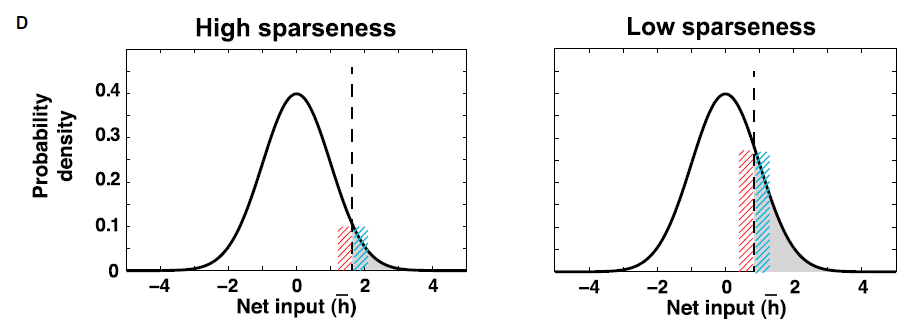 D
High sparseness
Low sparseness
Probability
density
0.4
0.3
0.2
0.1
0
−4
−2
0
2
4
Net input (h̅)
−4
−2
0
2
4
Net input (h̅)